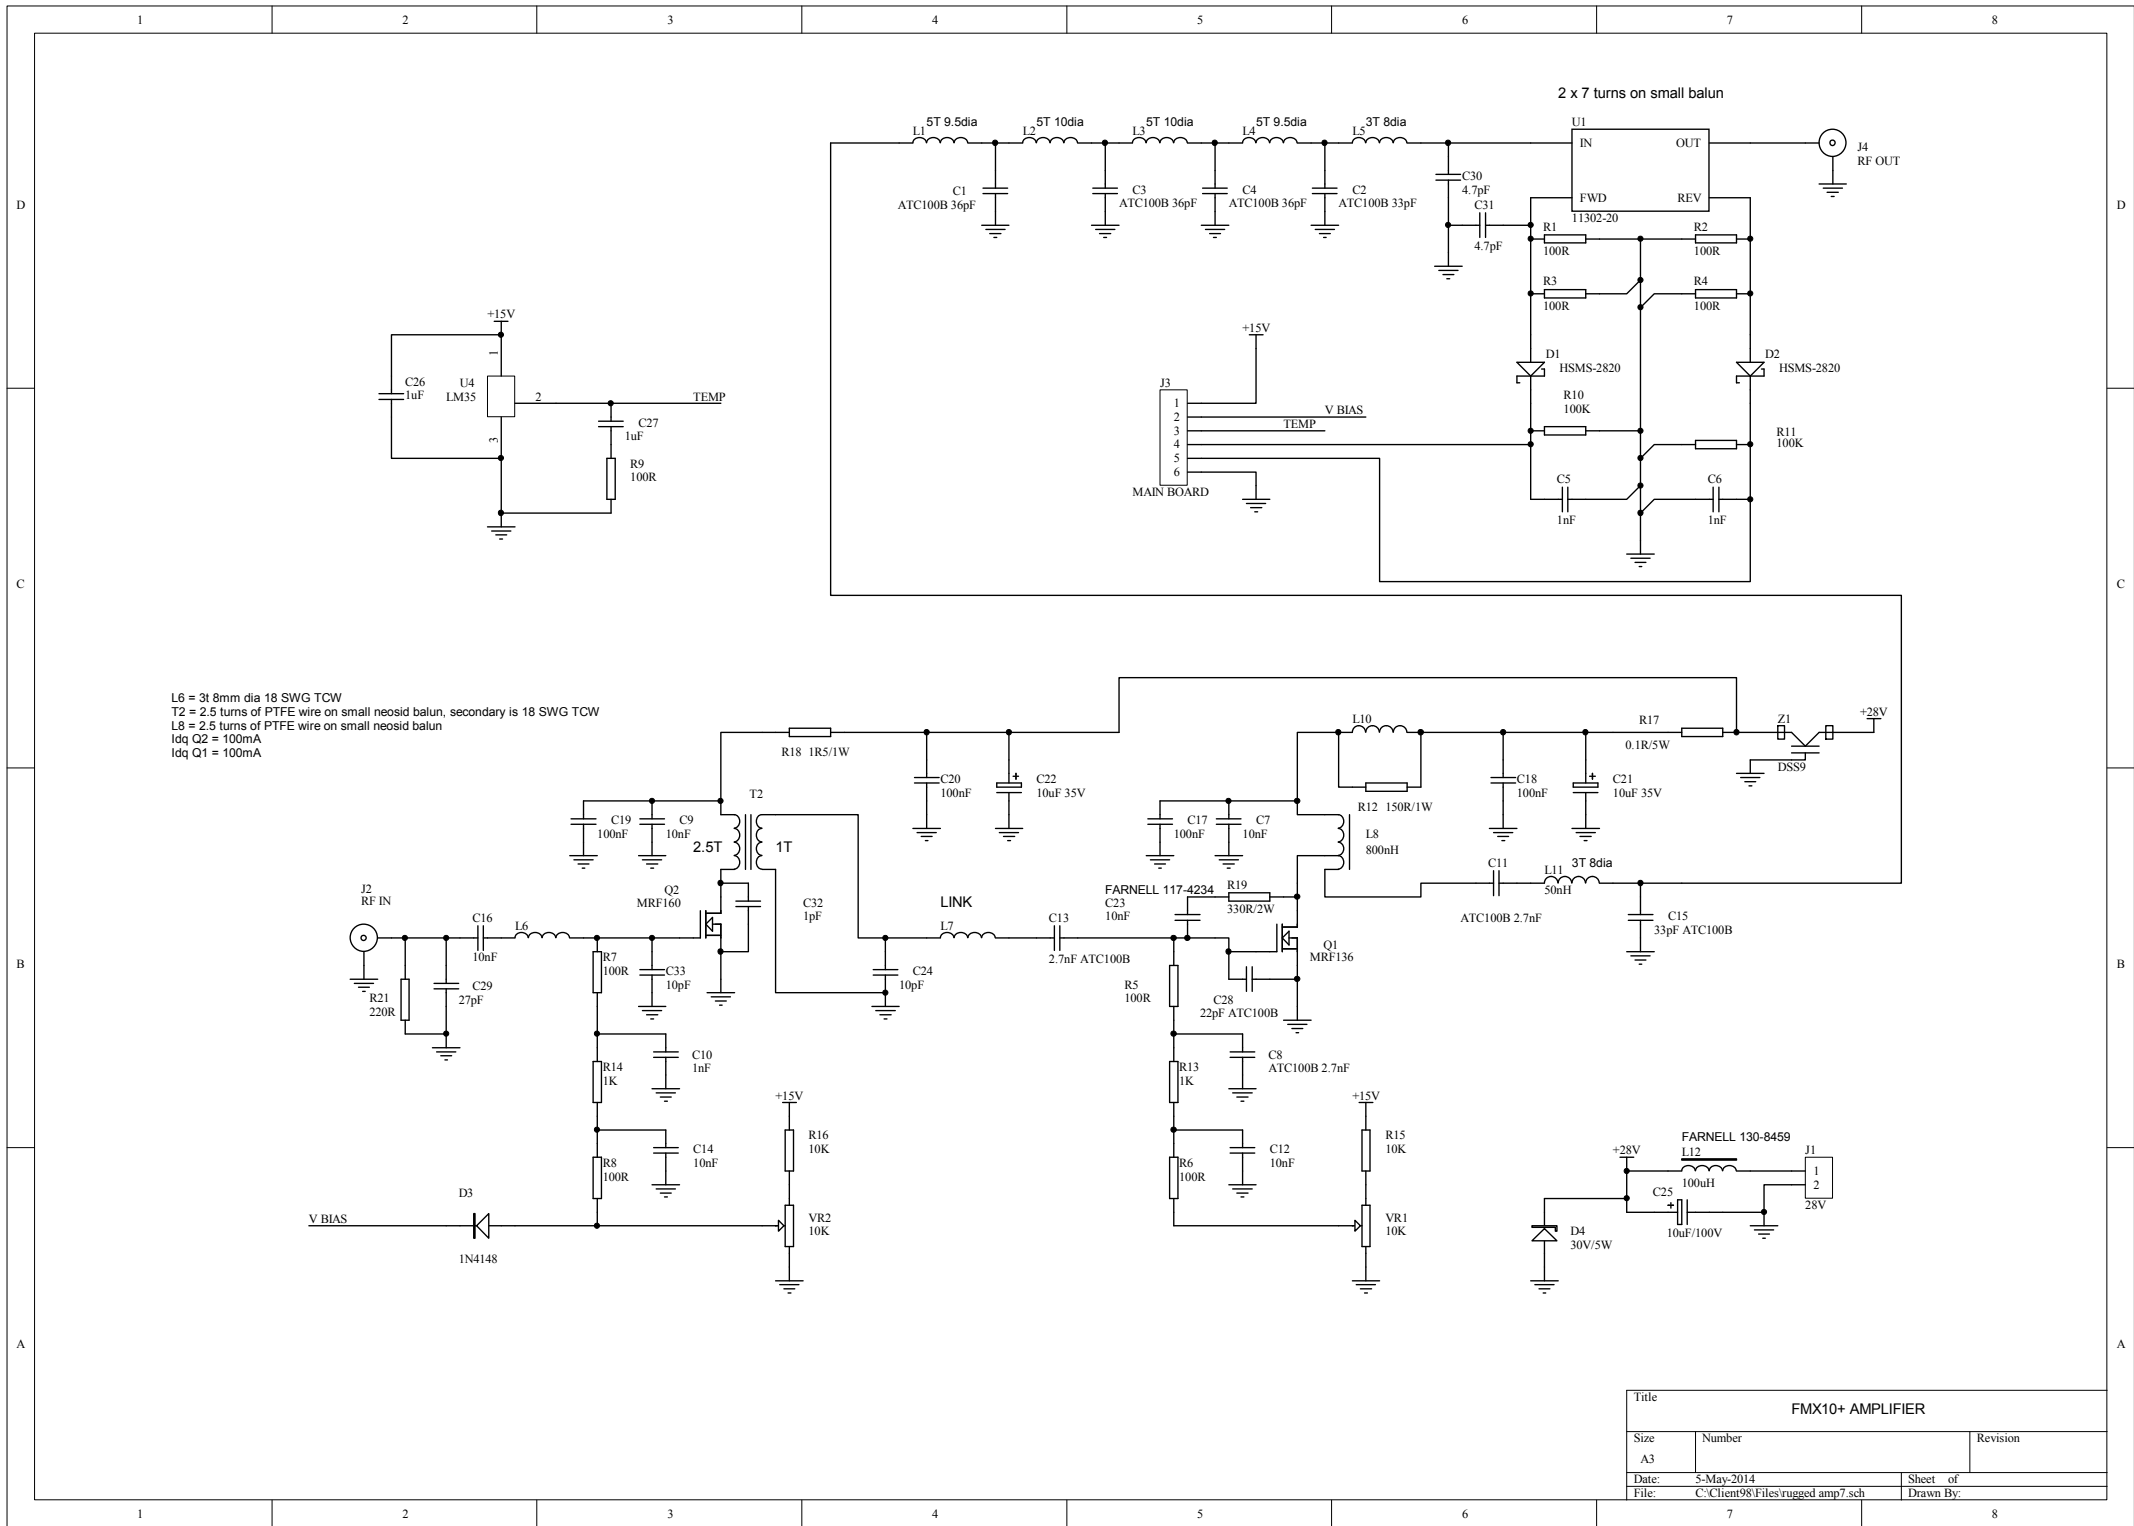 1 2 3 4 5 6 7 8
D
C
B
A
D
C
B
A
2 x 7 turns on small balun
L1
5T 9.5dia
L2
5T 10dia
L3
5T 10dia
L4
5T 9.5dia
L5
3T 8dia
U1
IN
OUT
FWD
REV
11302-20
J4
RF OUT
C1
ATC100B 36pF
C3
ATC100B 36pF
C4
ATC100B 36pF
C2
ATC100B 33pF
C30
4.7pF
C31
4.7pF
R1
100R
R2
100R
R3
100R
R4
100R
D1
HSMS-2820
D2
HSMS-2820
R10
100K
R11
100K
C5
1nF
C6
1nF
+15V
J3
1
2
3
4
5
6
V BIAS
TEMP
MAIN BOARD
+15V
1
C26
1uF
U4
LM35
2
TEMP
3
C27
1uF
R9
100R
L6 = 3t 8mm dia 18 SWG TCW
T2 = 2.5 turns of PTFE wire on small neosid balun, secondary is 18 SWG TCW
L8 = 2.5 turns of PTFE wire on small neosid balun
Idq Q2 = 100mA
Idq Q1 = 100mA
R18 1R5/1W
C20
100nF
C22
+
10uF 35V
L10
R12 150R/1W
C18
100nF
C21
+
10uF 35V
R17
0.1R/5W
Z1
DSS9
+28V
C19
100nF
C9
10nF
T2
2.5T
1T
C17
100nF
C7
10nF
L8
800nH
J2
RF IN
C16
10nF
L6
R21
220R
C29
27pF
Q2
MRF160
C32
1pF
R7
100R
C33
10pF
C24
10pF
LINK
L7
C13
2.7nF ATC100B
FARNELL 117-4234
C23
10nF
R19
330R/2W
Q1
MRF136
C28
22pF ATC100B
C11
ATC100B 2.7nF
L11
3T 8dia
50nH
C15
33pF ATC100B
R14
1K
C10
1nF
R8
100R
C14
10nF
+15V
R16
10K
VR2
10K
V BIAS
D3
1N4148
R5
100R
R13
1K
C8
ATC100B 2.7nF
R6
100R
C12
10nF
+15V
R15
10K
VR1
10K
+28V
FARNELL 130-8459
L12
100uH
C25
+
10uF/100V
J1
1
2
28V
D4
30V/5W
Title
FMX10+ AMPLIFIER
Size
A3
Number
Revision
Date: 5-May-2014
Sheet of
File: C:\Client98\Files\rugged amp7.sch
Drawn By:
1 2 3 4 5 6 7 8